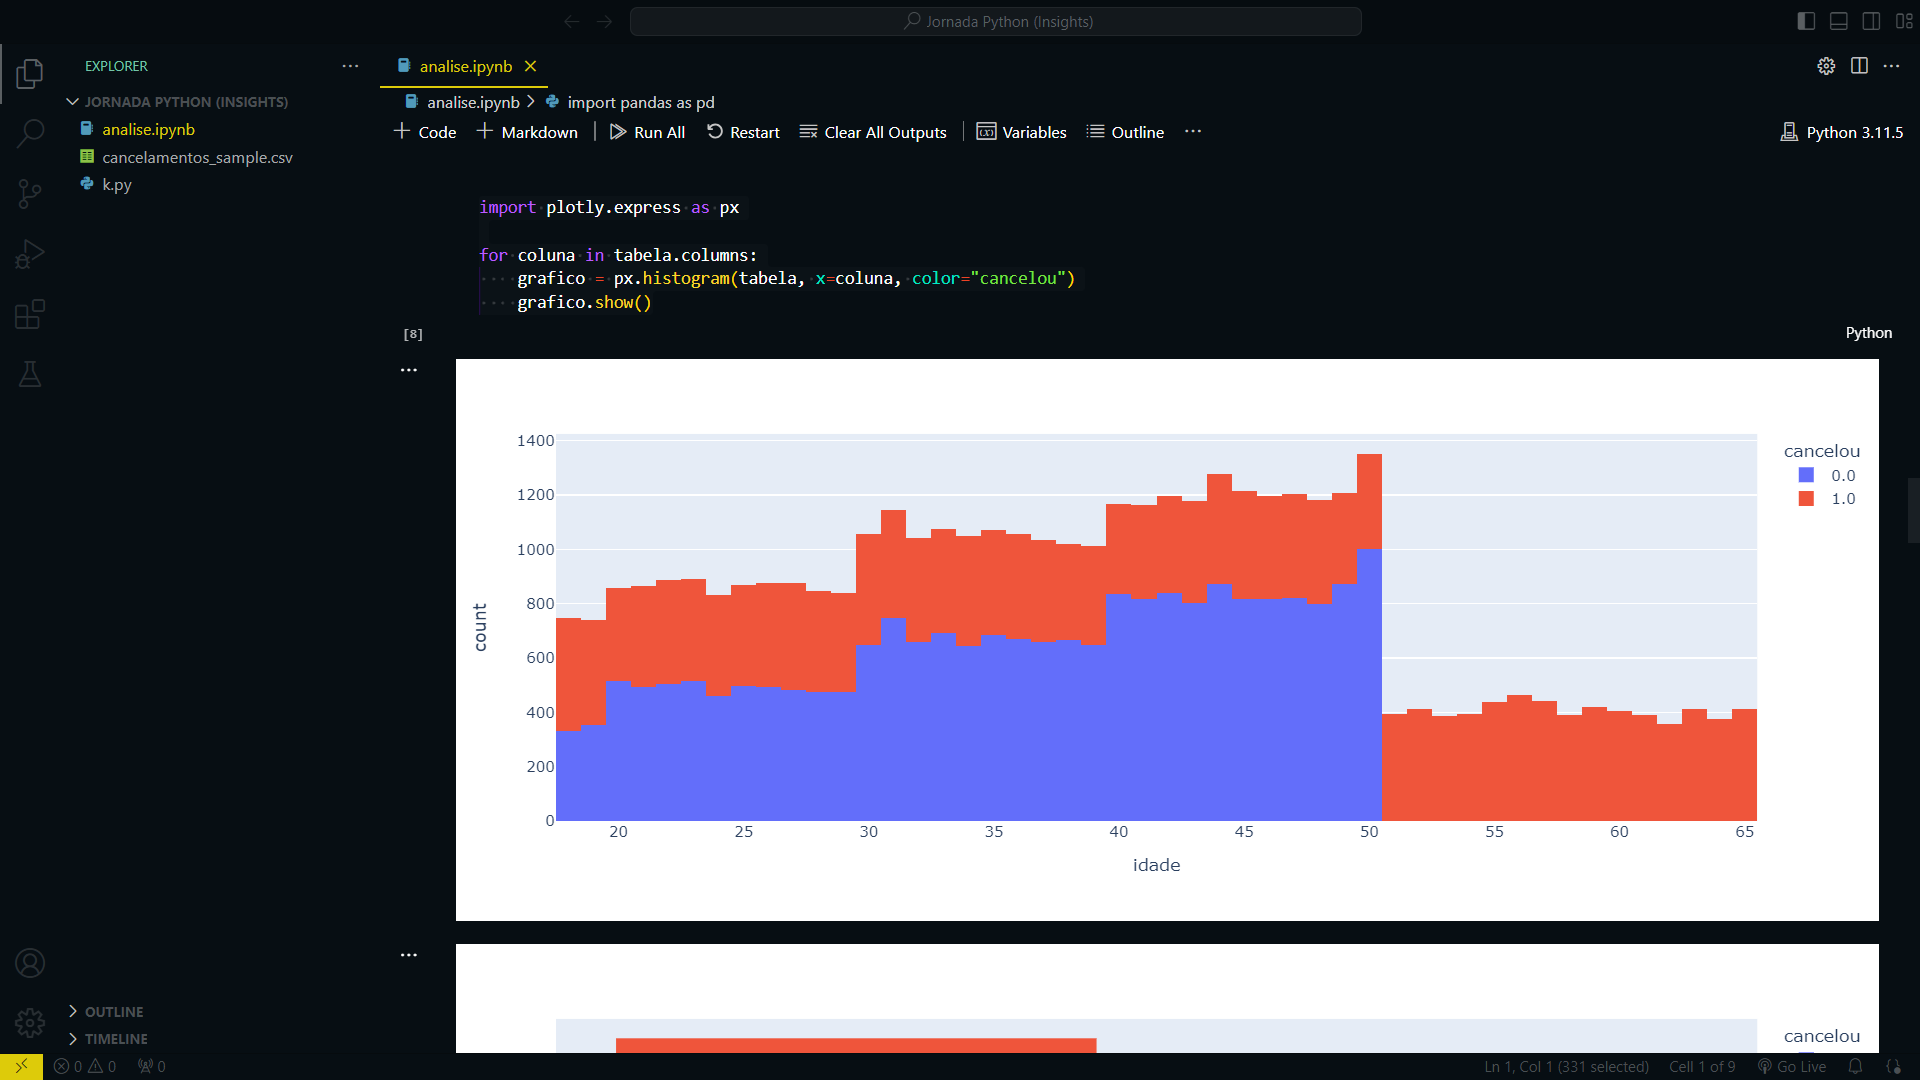 Jornada Python (Insights)
EXPLORER
JORNADA PYTHON (INSIGHTS)
analise.ipynb
cancelamentos_sample.csv
k.py
OUTLINE
TIMELINE
analise.ipynb
analise.ipynb > import pandas as pd
+ Code + Markdown | Run All Restart Clear All Outputs | Variables Outline ...
Python 3.11.5
import plotly.express as px
for coluna in tabela.columns:
grafico = px.histogram(tabela, x=coluna, color="cancelou")
grafico.show()
[8]
Python
1400
1200
1000
800
600
400
200
0
count
20 25 30 35 40 45 50 55 60 65
idade
cancelou
0.0
1.0
cancelou
0 0 0
Ln 1, Col 1 (331 selected) Cell 1 of 9 Go Live